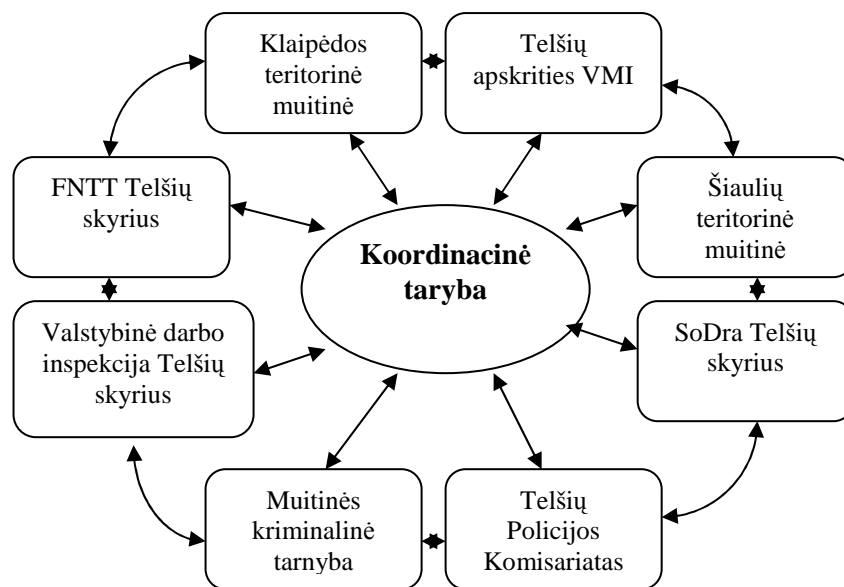 Klaipėdos
teritorinė
muitinė
Telšių
apskrities VMI
FNTT Telšių
skyrius
Šiaulių
teritorinė
muitinė
Koordinacinė
taryba
Valstybinė darbo
inspekcija Telšių
skyrius
SoDra Telšių
skyrius
Muitinės
kriminalinė
tarnyba
Telšių
Policijos
Komisariatas